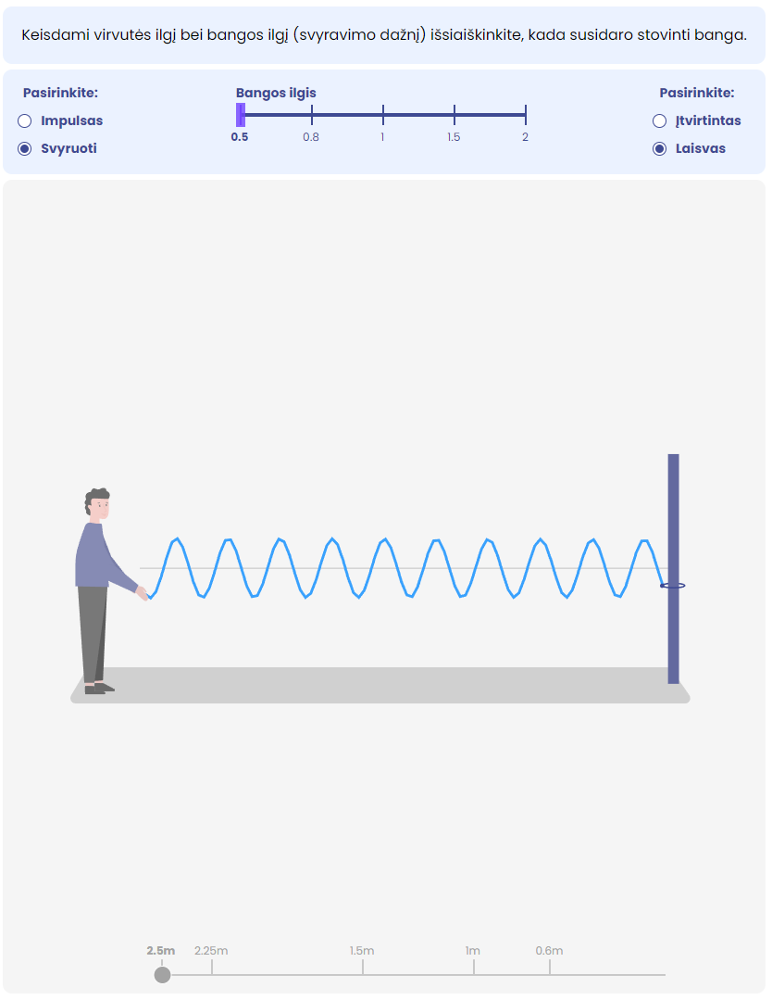 Keisdami virvutės ilgį bei bangos ilgį (svyravimo dažnį) išsiaiškinkite, kada susidaro stovinti banga.
Pasirinkite:
Impulsas
Svyruoti
Bangos ilgis
0.5 0.8 1 1.5 2
Pasirinkite:
Įtvirtintas
Laisvas
2.5m 2.25m 1.5m 1m 0.6m